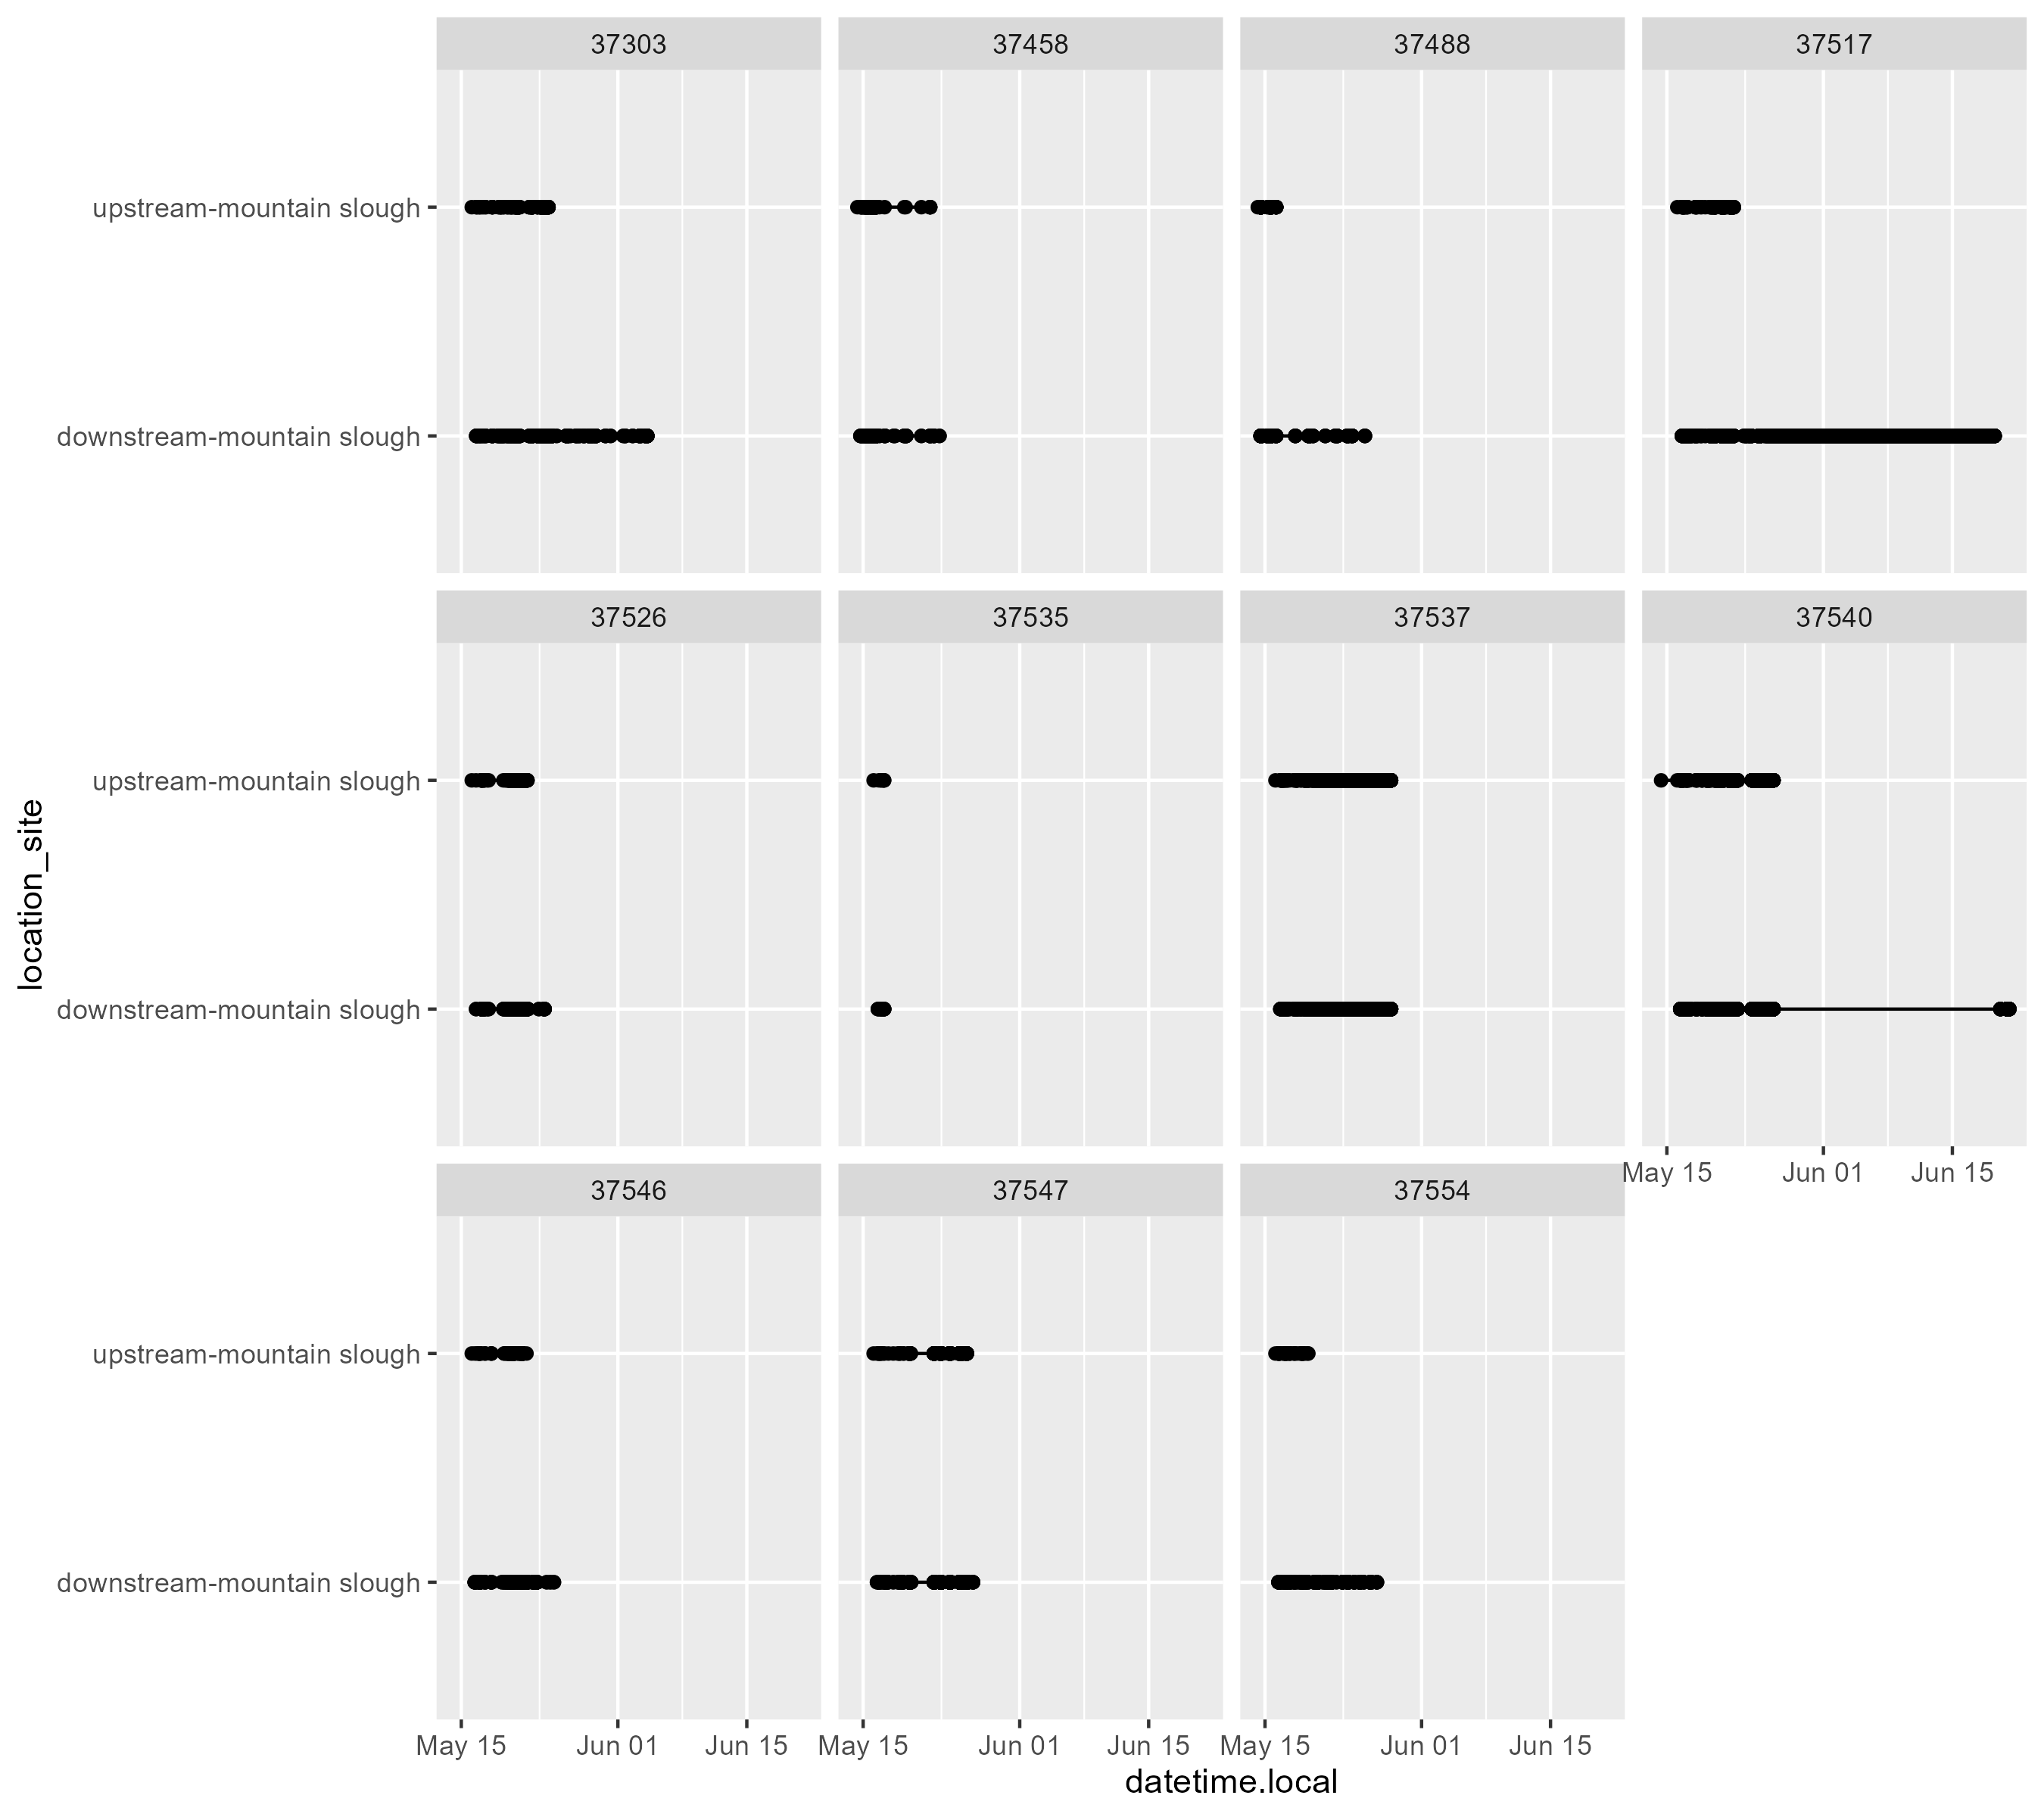 37303 37458 37488 37517
upstream-mountain slough
downstream-mountain slough
37526 37535 37537 37540
upstream-mountain slough
location_site
downstream-mountain slough
May 15 Jun 01 Jun 15
37546 37547 37554
upstream-mountain slough
downstream-mountain slough
May 15 Jun 01 Jun 15 May 15 Jun 01 Jun 15 May 15 Jun 01 Jun 15
datetime.local